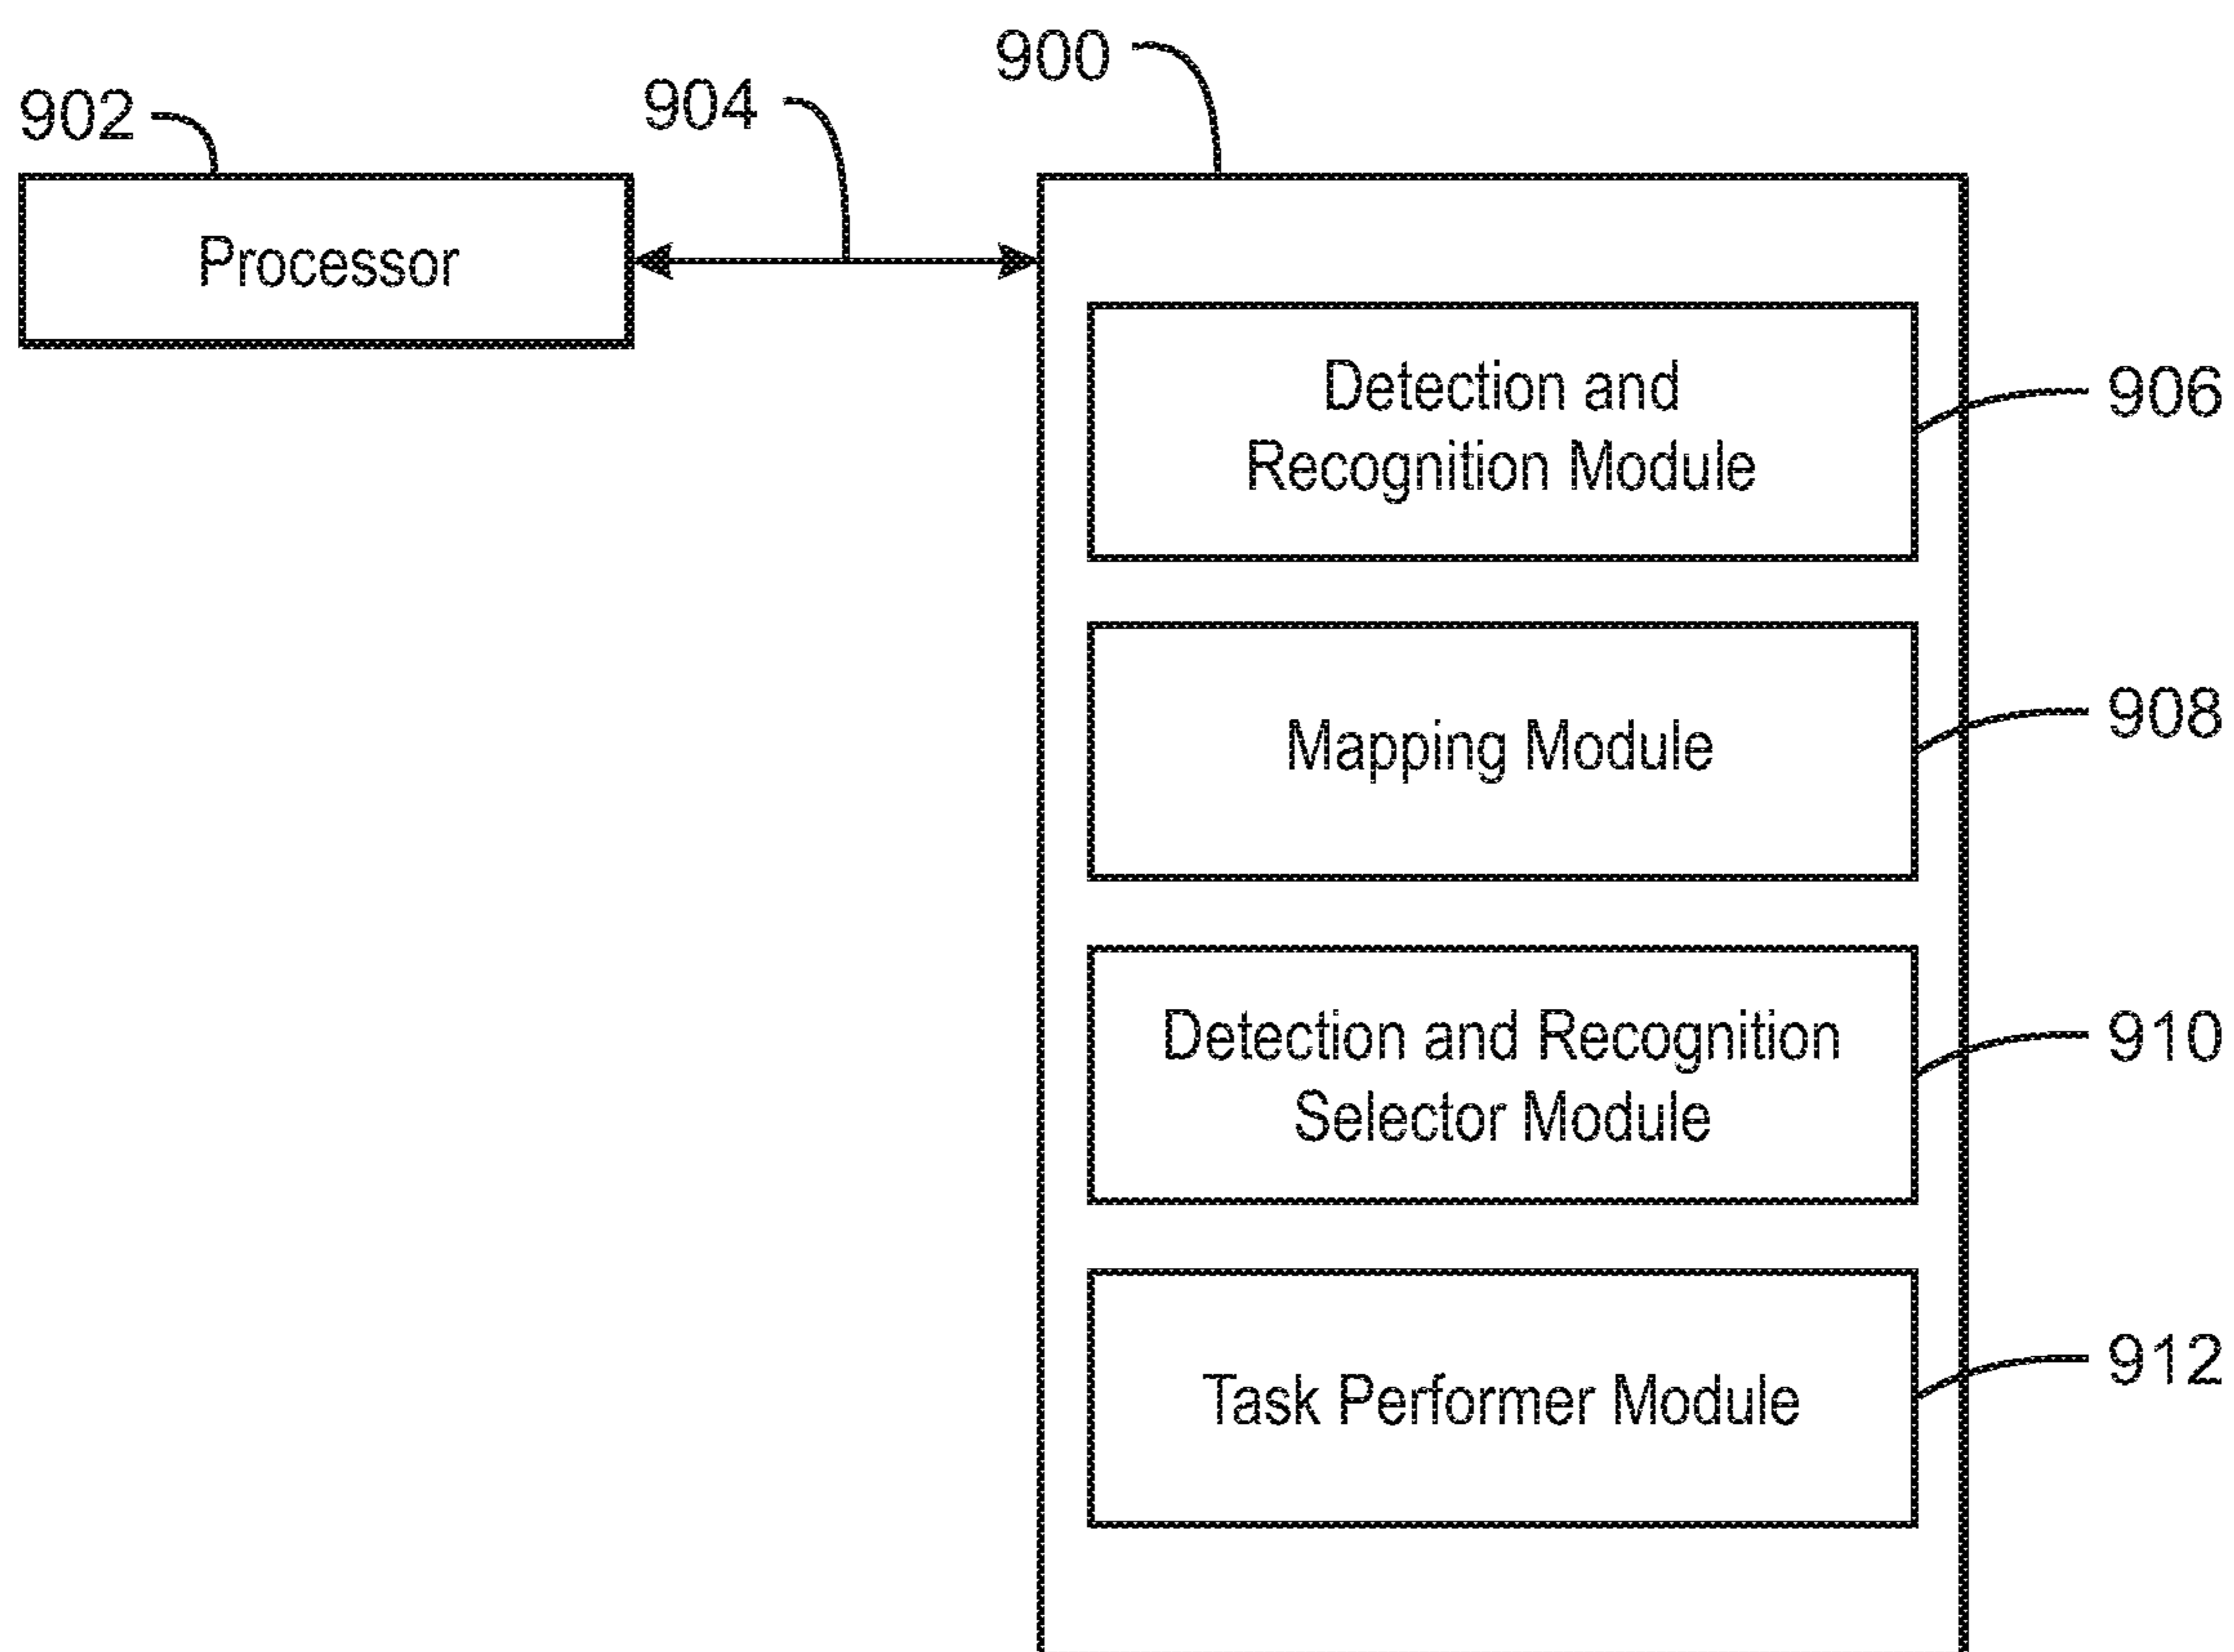 900
902
904
Processor
Detection and
Recognition Module
906
Mapping Module
908
Detection and Recognition
Selector Module
910
Task Performer Module
912